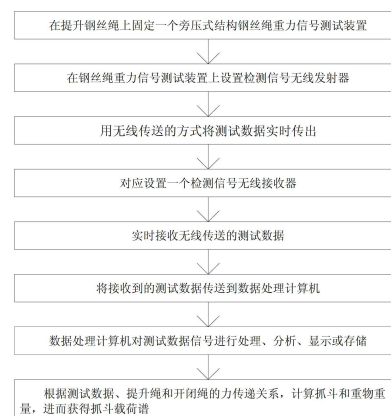 在提升钢丝绳上固定一个旁压式结构钢丝绳重力信号测试装置
在钢丝绳重力信号测试装置上设置检测信号无线发射器
用无线传送的方式将测试数据实时传出
对应设置一个检测信号无线接收器
实时接收无线传送的测试数据
将接收到的测试数据传送到数据处理计算机
数据处理计算机对测试数据信号进行处理、分析、显示或存储
根据测试数据、提升绳和开闭绳的力传递关系，计算抓斗和重物重
量，进而获得抓斗载荷谱